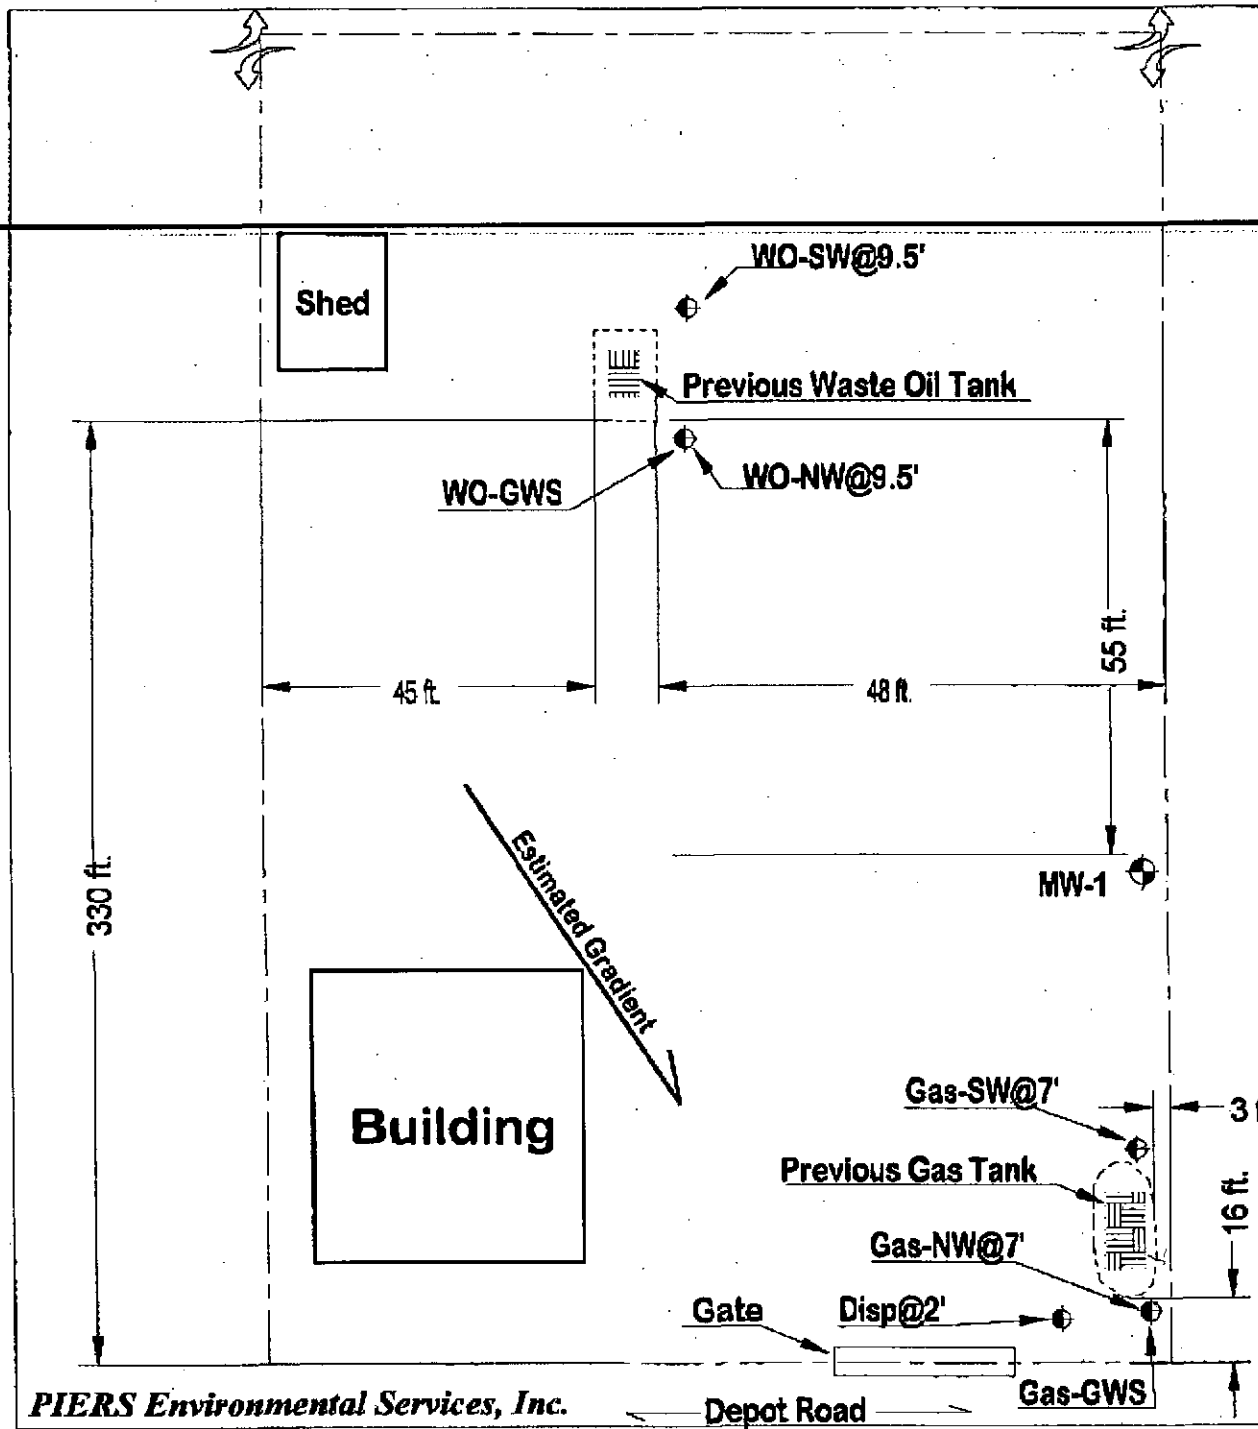 WO-SW@9.5'
Shed
Previous Waste Oil Tank
WO-GWS
WO-NW@9.5'
55 ft.
45 ft.
48 ft.
Estimated Gradient
330 ft.
MW-1
Building
Gas-SW@7'
3 f
Previous Gas Tank
16 ft.
Gas-NW@7'
Gate
Disp@2'
Gas-GWS
PIERS Environmental Services, Inc.
Depot Road